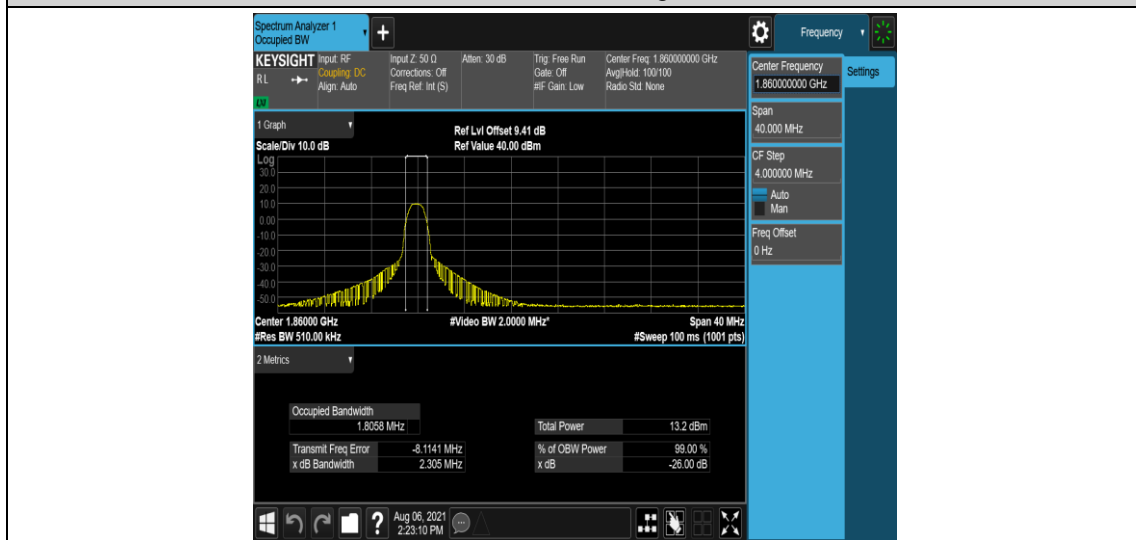 Spectrum Analyzer 1
Occupied BW
Frequency
KEYSIGHT
RL
LXI
Input: RF
Coupling: DC
Align: Auto
Input Z: 50 Ω
Corrections: Off
Freq Ref: Int (S)
Atten: 30 dB
Trig: Free Run
Gate: Off
#IF Gain: Low
Center Freq: 1.860000000 GHz
Avg|Hold: 100/100
Radio Std: None
Center Frequency
1.860000000 GHz
Settings
Span
40.000 MHz
CF Step
4.000000 MHz
Auto
Man
Freq Offset
0 Hz
1 Graph
Scale/Div 10.0 dB
Ref Lvl Offset 9.41 dB
Ref Value 40.00 dBm
Log
30.0
20.0
10.0
0.00
-10.0
-20.0
-30.0
-40.0
-50.0
Center 1.86000 GHz
#Video BW 2.0000 MHz*
Span 40 MHz
#Res BW 510.00 kHz
#Sweep 100 ms (1001 pts)
2 Metrics
Occupied Bandwidth
1.8058 MHz
Total Power 13.2 dBm
Transmit Freq Error -8.1141 MHz
% of OBW Power 99.00 %
x dB Bandwidth 2.305 MHz
x dB -26.00 dB
Aug 06, 2021
2:23:10 PM